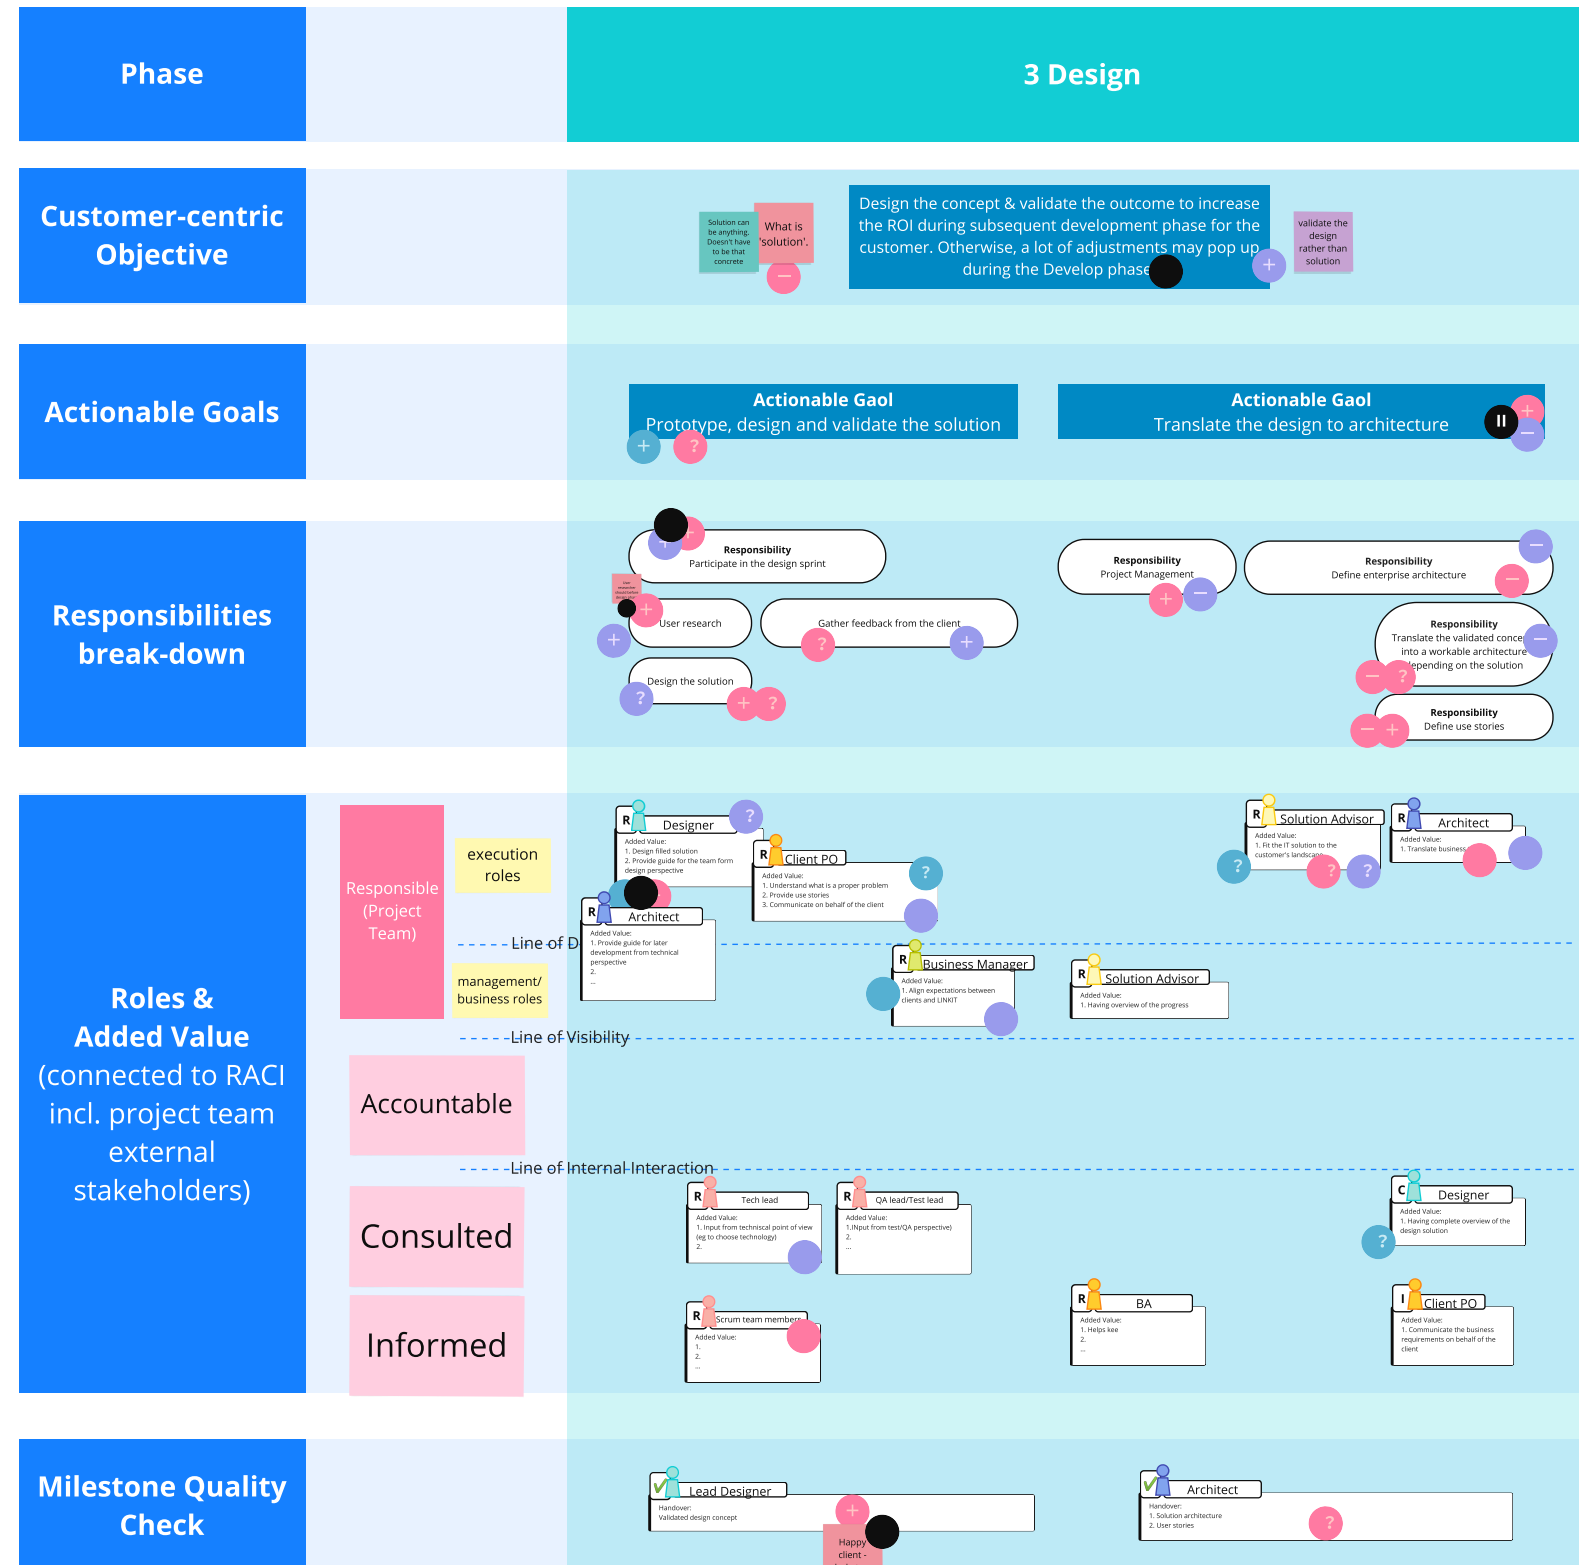 Phase
3 Design
Customer-centric
Objective
Solution can
be anything.
Doesn't have
to be that
concrete
What is
'solution'.
Design the concept & validate the outcome to increase
the ROI during subsequent development phase for the
customer. Otherwise, a lot of adjustments may pop up
during the Develop phase
validate the
design
rather than
solution
Actionable Goals
Actionable Gaol
Prototype, design and validate the solution
?
Actionable Gaol
Translate the design to architecture
Responsibilities
break-down
Responsibility
Participate in the design sprint
User research
Gather feedback from the client
?
Design the solution
?
?
Responsibility
Project Management
Responsibility
Define enterprise architecture
Responsibility
Translate the validated
into a workable architecture
depending on the solution
?
Responsibility
Define use stories
Roles &
Added Value
(connected to RACI
incl. project team
external
stakeholders)
Responsible
(Project
Team)
execution
roles
management/
business roles
Line of
Line of Visibility
Accountable
Line of Internal Interaction
Consulted
Informed
R
Designer
?
Added Value:
1. Design filled solution
2. Provide guide for the team form
design perspective
R
Client PO
?
Added Value:
1. Understand what is a proper problem
2. Provide use stories
3. Communicate on behalf of the client
R
Architect
Added Value:
1. Provide guide for later
development from technical
perspective
2.
...
R
Business Manager
Added Value:
1. Align expectations between
clients and LINKIT
R
Solution Advisor
Added Value:
1. Having overview of the progress
R
Solution Advisor
Added Value:
1. Fit the IT solution to the
customer's landscape
?
?
?
R
Architect
Added Value:
1. Translate business
R
Tech lead
Added Value:
1. Input from techniscal point of view
(eg to choose technology)
2.
R
QA lead/Test lead
Added Value:
1.INput from test/QA perspective)
2.
...
C
Designer
Added Value:
1. Having complete overview of the
design solution
?
R
Scrum team members
Added Value:
1.
2.
...
R
BA
Added Value:
1. Helps kee
2.
...
I
Client PO
Added Value:
1. Communicate the business
requirements on behalf of the
client
Milestone Quality
Check
Lead Designer
Handover:
Validated design concept
Happy
client -
Architect
Handover:
1. Solution architecture
2. User stories
?